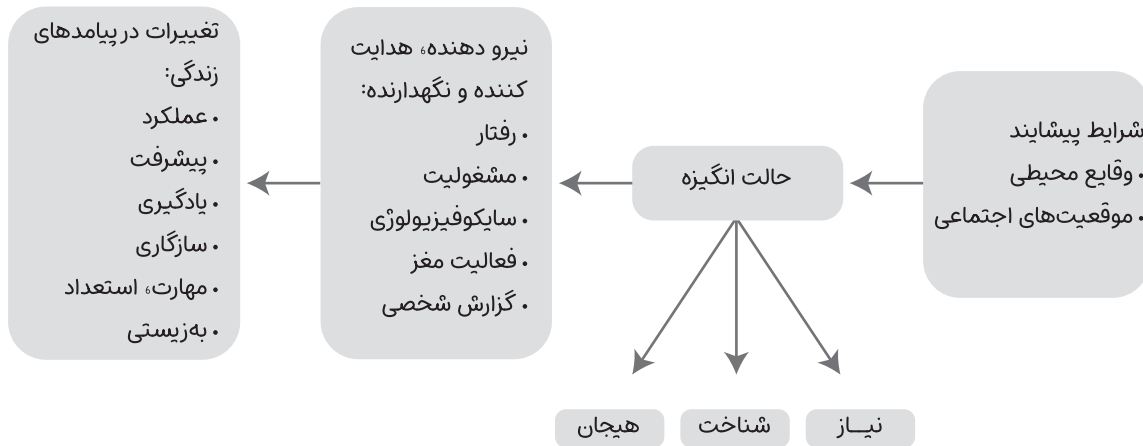 شرایط پیشایند
• وقایع محیطی
• موقعیت‌های اجتماعی
حالت انگیزه
نیــاز
شناخت
هیجان
نیرو دهنده، هدایت
کننده و نگهدارنده:
• رفتار
• مشغولیت
• سایکوفیزیولوژی
• فعالیت مغز
• گزارش شخصی
تغییرات در پیامدهای
زندگی:
• عملکرد
• پیشرفت
• یادگیری
• سازگاری
• مهارت، استعداد
• به‌زیستی